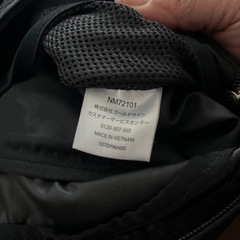 NM72101
株式会社ゴールドウイン
カスタマーサービスセンター
0120-307-560
MADE IN VIETNAM